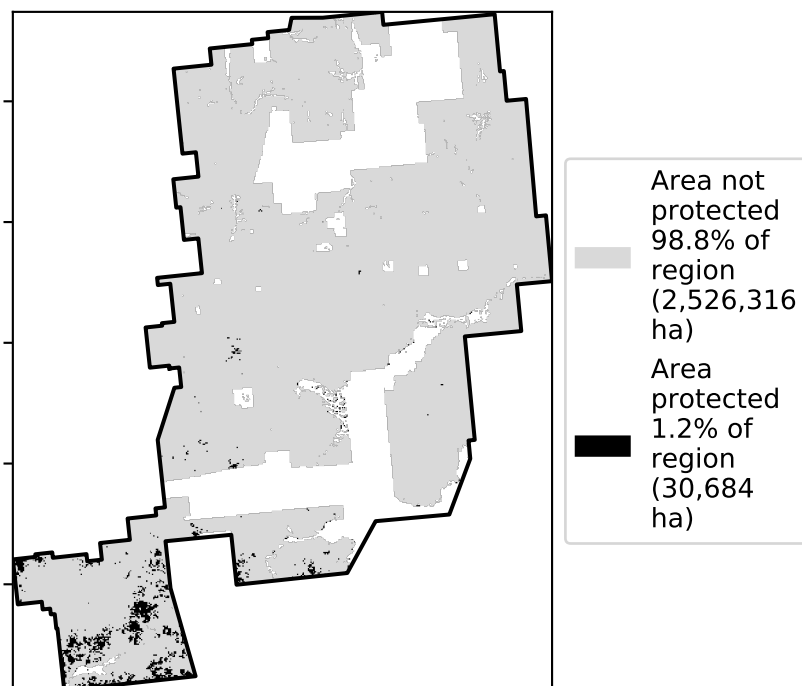 Area not
protected
98.8% of
region
(2,526,316
ha)
Area
protected
1.2% of
region
(30,684
ha)